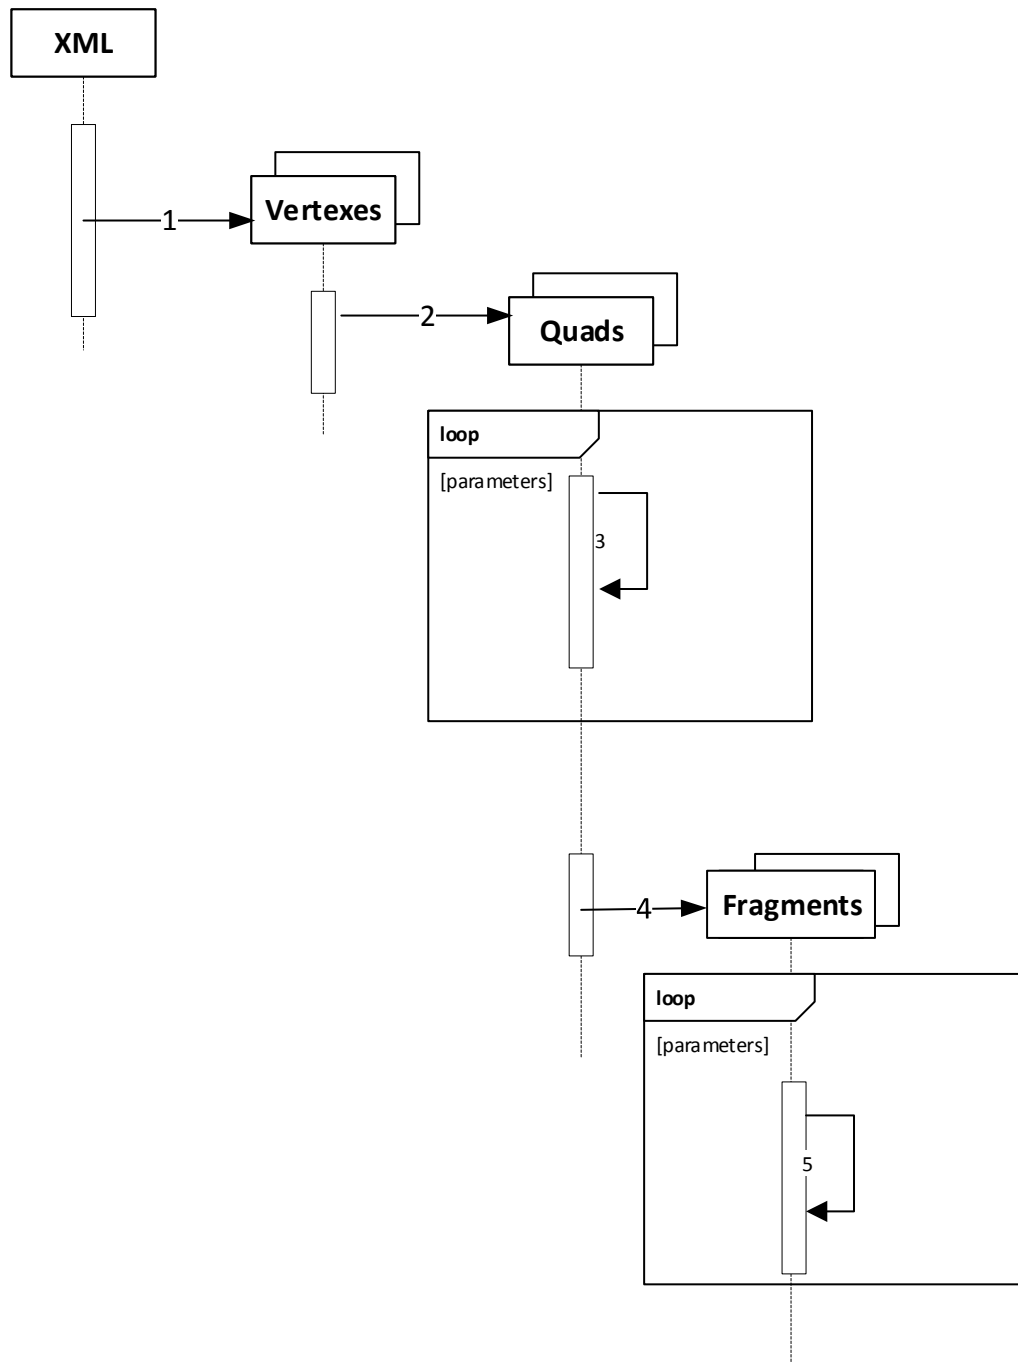 XML
1
Vertexes
2
Quads
loop
[parameters]
3
4
Fragments
loop
[parameters]
5